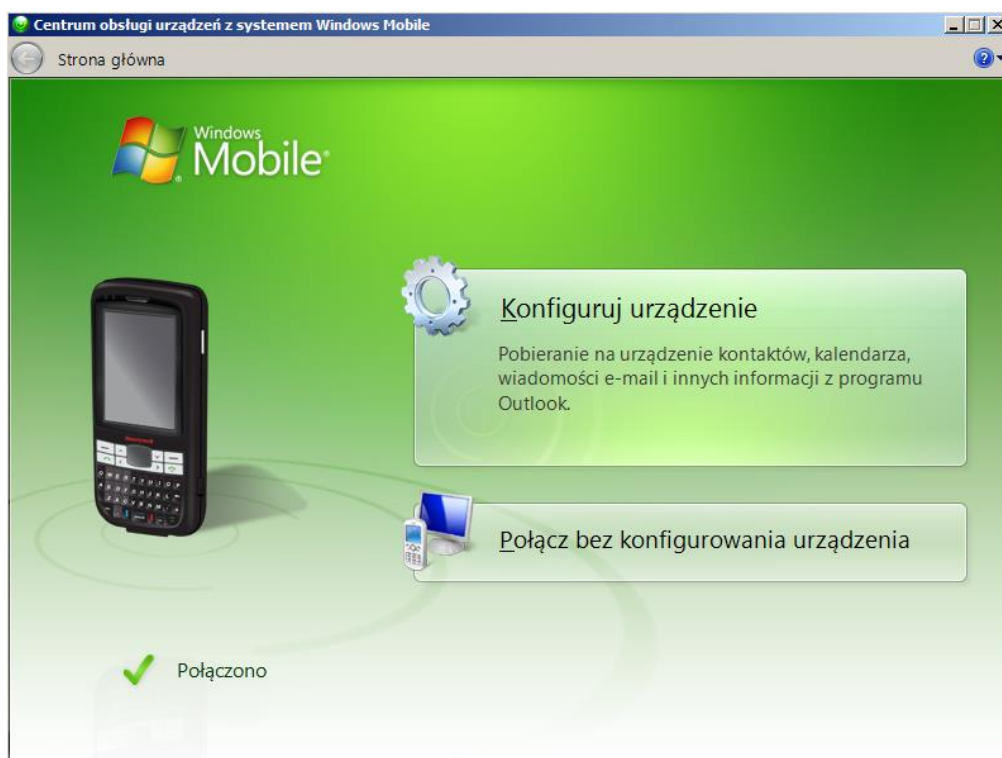 Centrum obsługi urządzeń z systemem Windows Mobile
Strona główna
Windows
Mobile®
Konfiguruj urządzenie
Pobieranie na urządzenie kontaktów, kalendarza,
wiadomości e-mail i innych informacji z programu
Outlook.
Honeywell
Połącz bez konfigurowania urządzenia
Połączono